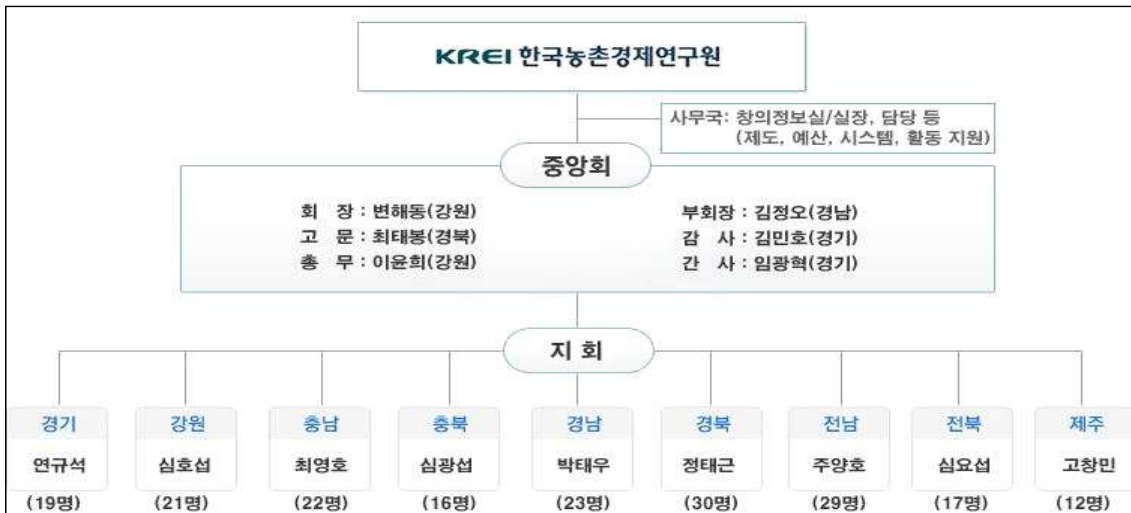 KREI 한국농촌경제연구원
사무국: 창의정보실/실장, 담당 등
(제도, 예산, 시스템, 활동 지원)
중앙회
회 장 : 변해동(강원)
부회장 : 김정오(경남)
고 문 : 최태봉(경북)
감 사 : 김민호(경기)
총 무 : 이윤희(강원)
간 사 : 임광혁(경기)
지 회
경기 강원 충남 충북 경남 경북 전남 전북 제주
연규석 심호섭 최영호 심광섭 박태우 정태근 주양호 심요섭 고창민
(19명) (21명) (22명) (16명) (23명) (30명) (29명) (17명) (12명)